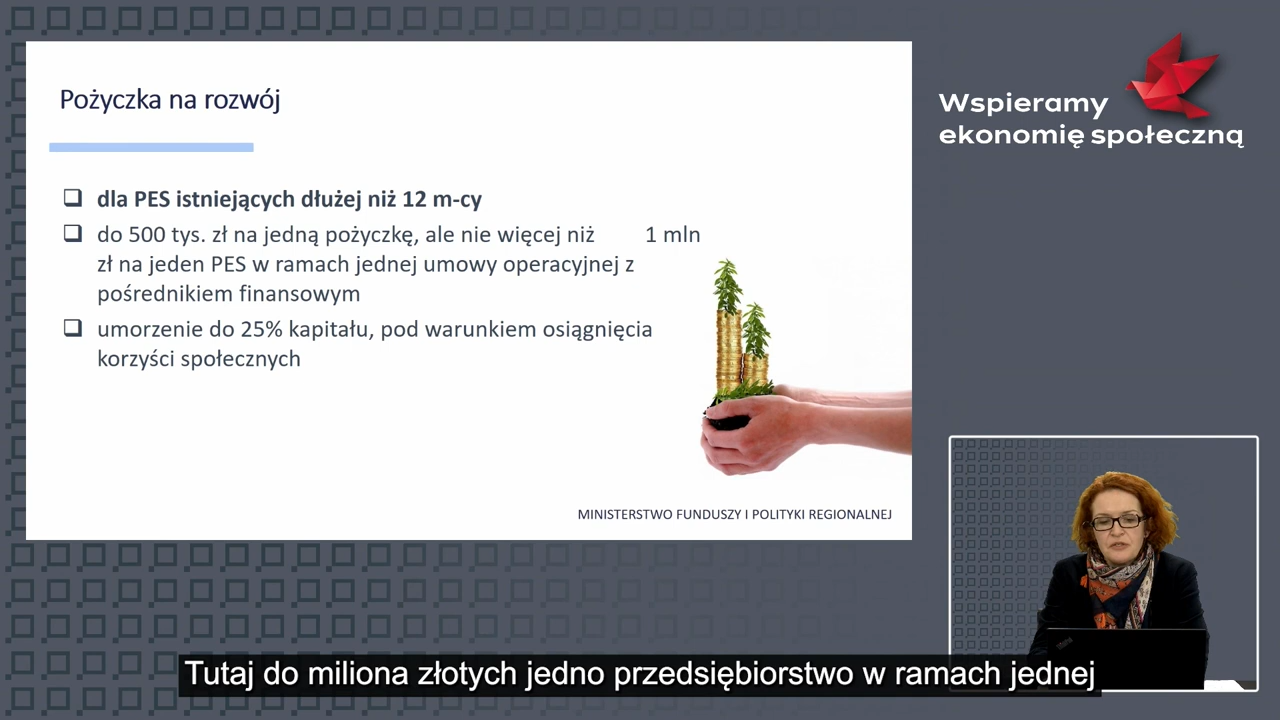 Pożyczka na rozwój
dla PES istniejących dłużej niż 12 m-cy
do 500 tys. zł na jedną pożyczkę, ale nie więcej niż 1 mln
zł na jeden PES w ramach jednej umowy operacyjnej z
pośrednikiem finansowym
umorzenie do 25% kapitału, pod warunkiem osiągnięcia
korzyści społecznych
MINISTERSTWO FUNDUSZY I POLITYKI REGIONALNEJ
Wspieramy
ekonomię społeczną
Tutaj do miliona złotych jedno przedsiębiorstwo w ramach jednej